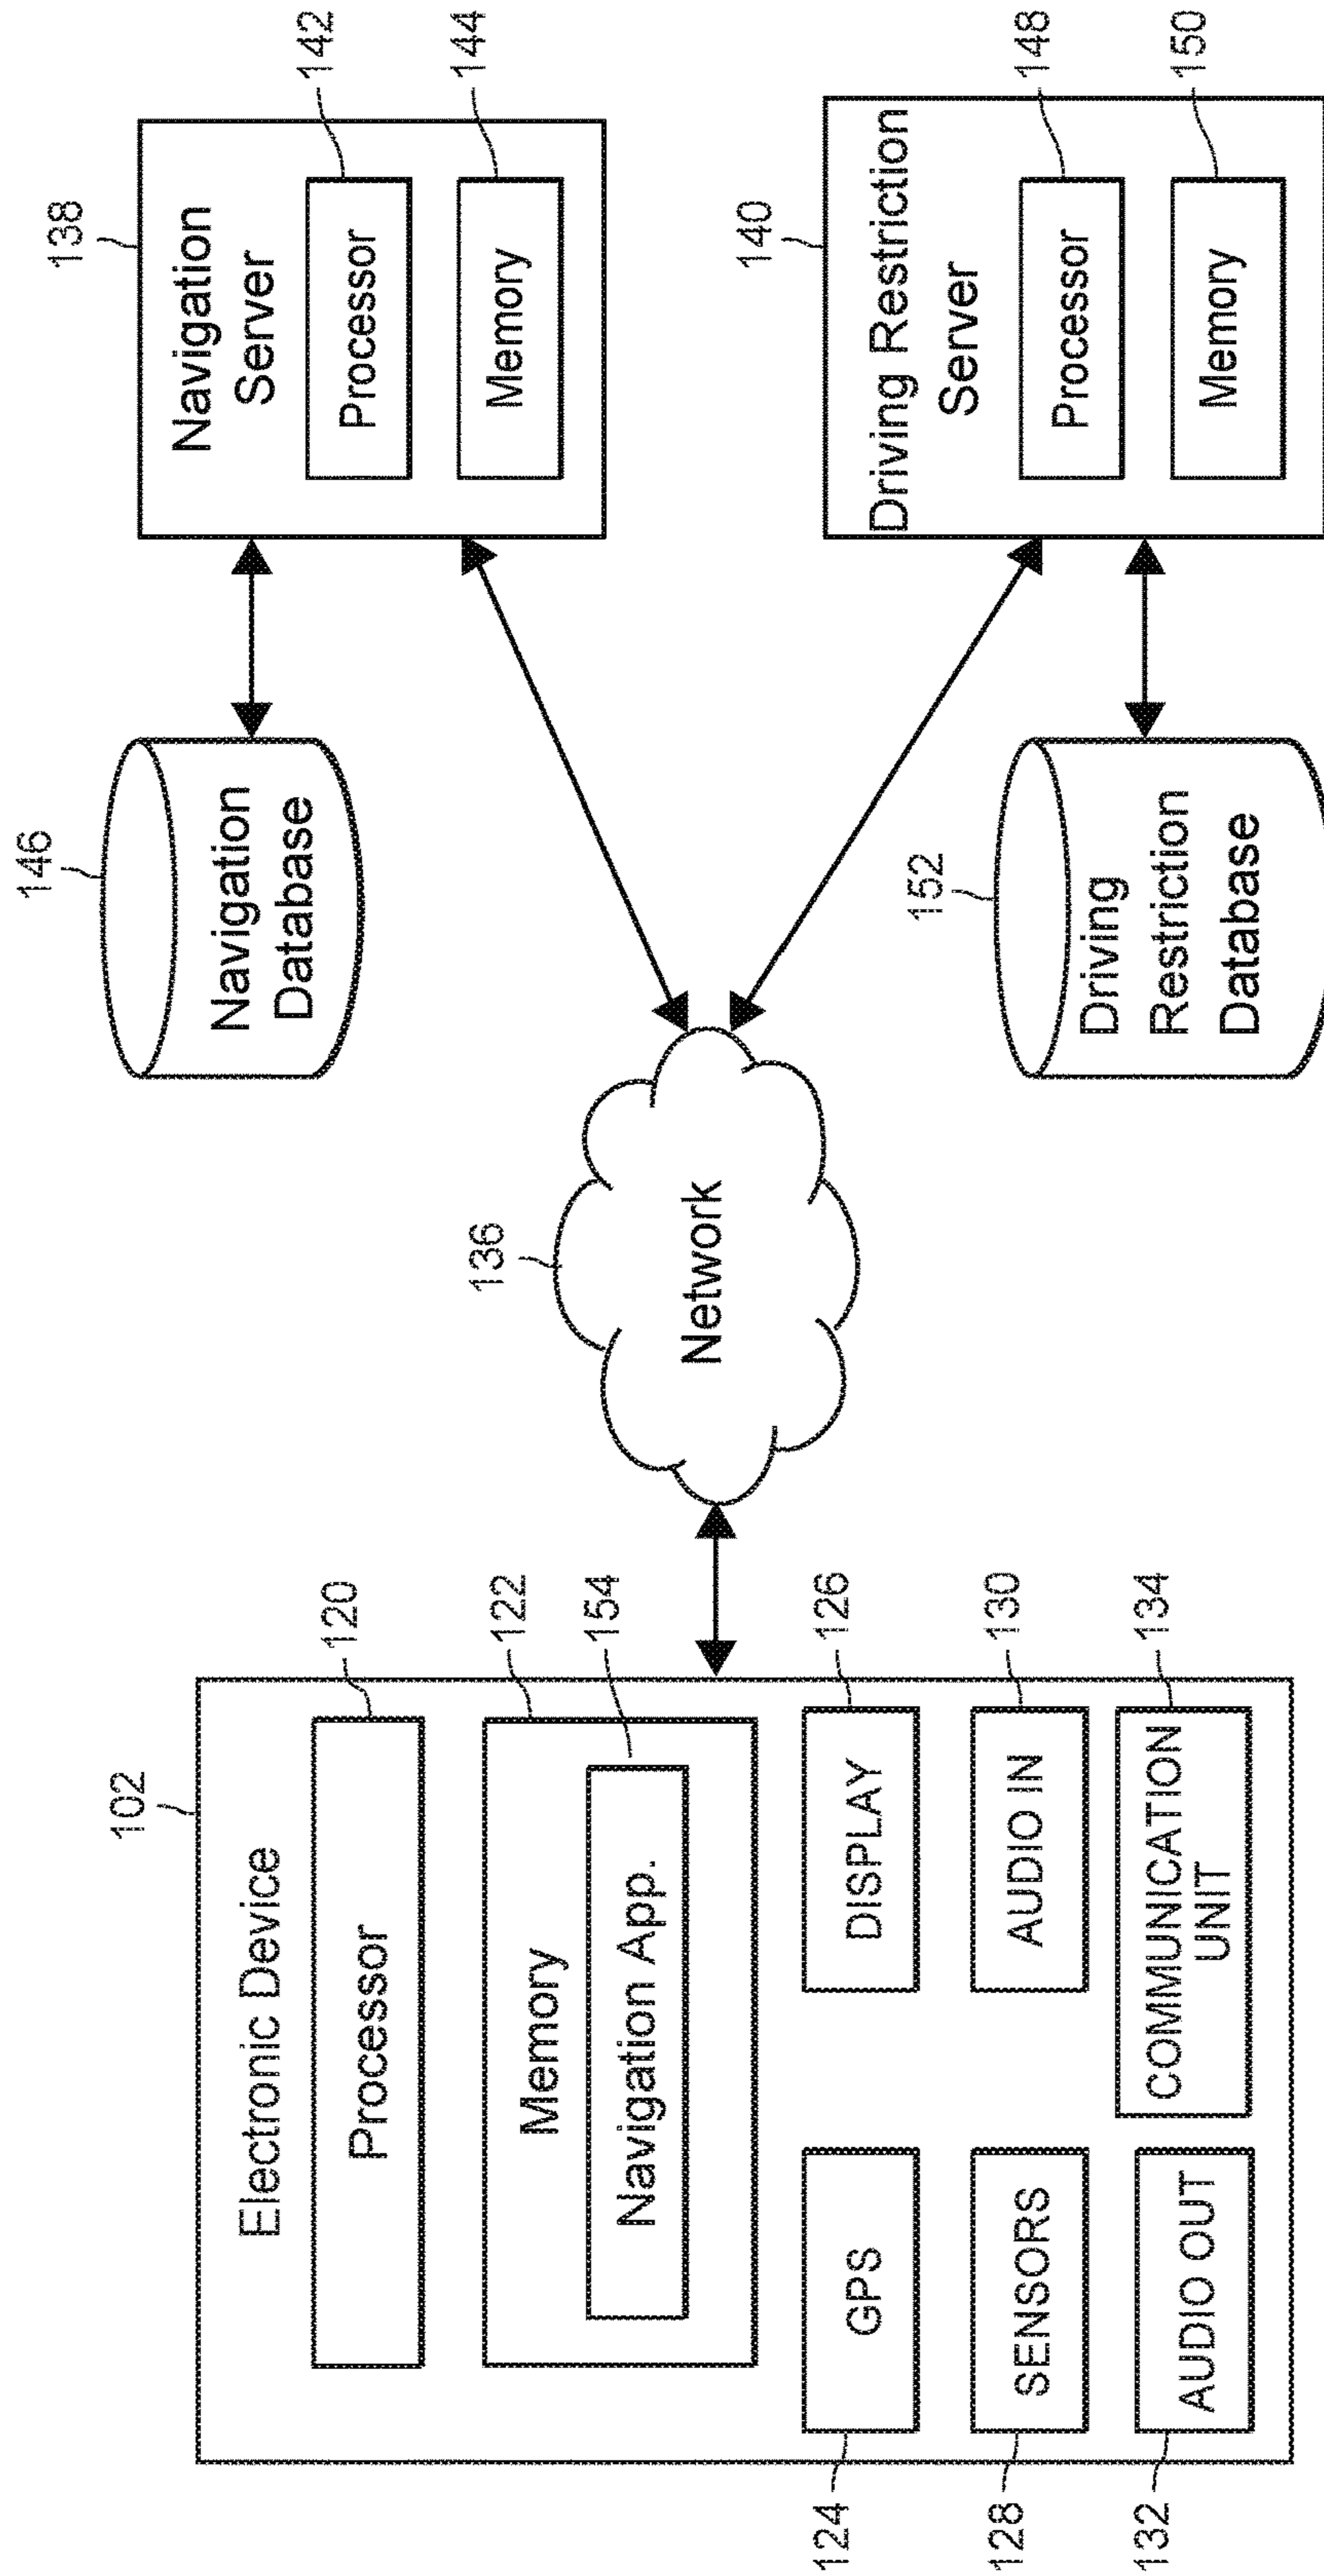 102
Electronic Device
Processor
120
Memory
122
Navigation App.
154
GPS
124
DISPLAY
126
SENSORS
128
AUDIO IN
130
AUDIO OUT
132
COMMUNICATION
UNIT
134
136
Network
146
Navigation
Database
138
Navigation
Server
Processor
142
Memory
144
152
Driving
Restriction
Database
140
Driving Restriction
Server
Processor
148
Memory
150